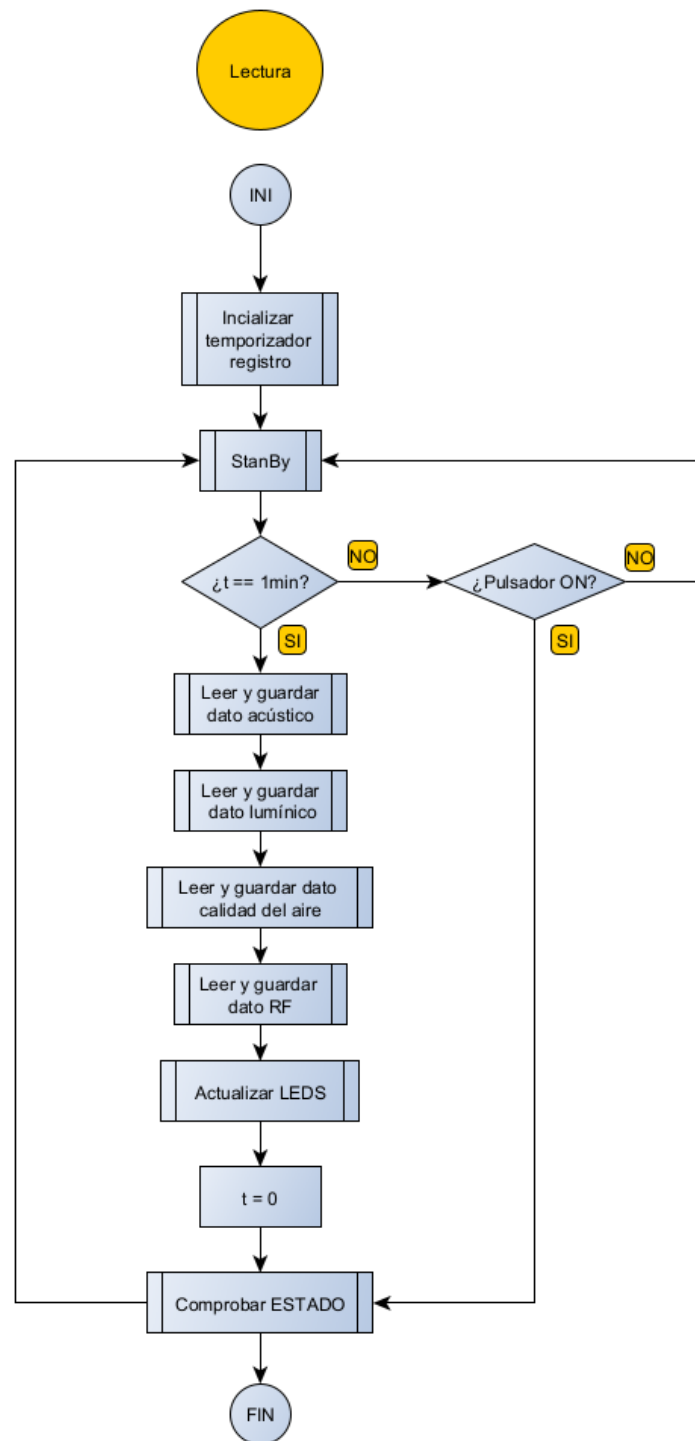 Lectura
INI
Incializar
temporizador
registro
StanBy
¿t == 1min?
NO
¿Pulsador ON?
NO
SI
SI
Leer y guardar
dato acústico
Leer y guardar
dato lumínico
Leer y guardar dato
calidad del aire
Leer y guardar
dato RF
Actualizar LEDS
t = 0
Comprobar ESTADO
FIN